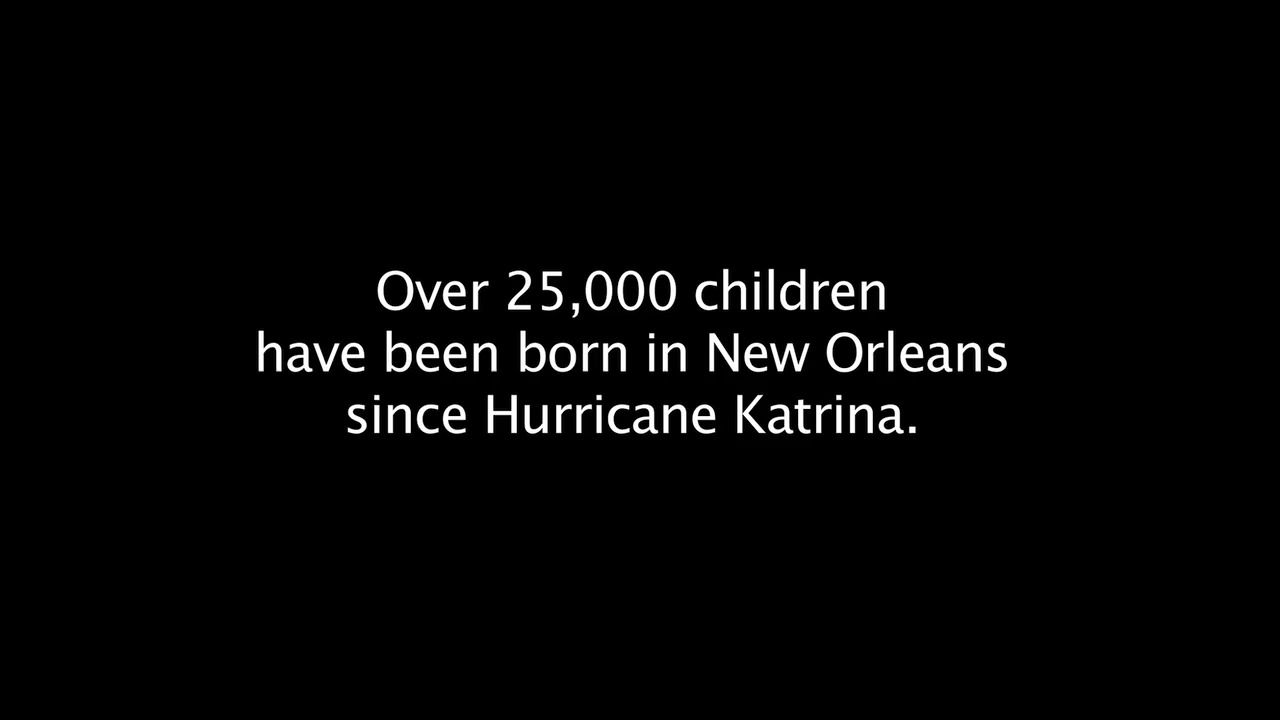 Over 25,000 children
have been born in New Orleans
since Hurricane Katrina.